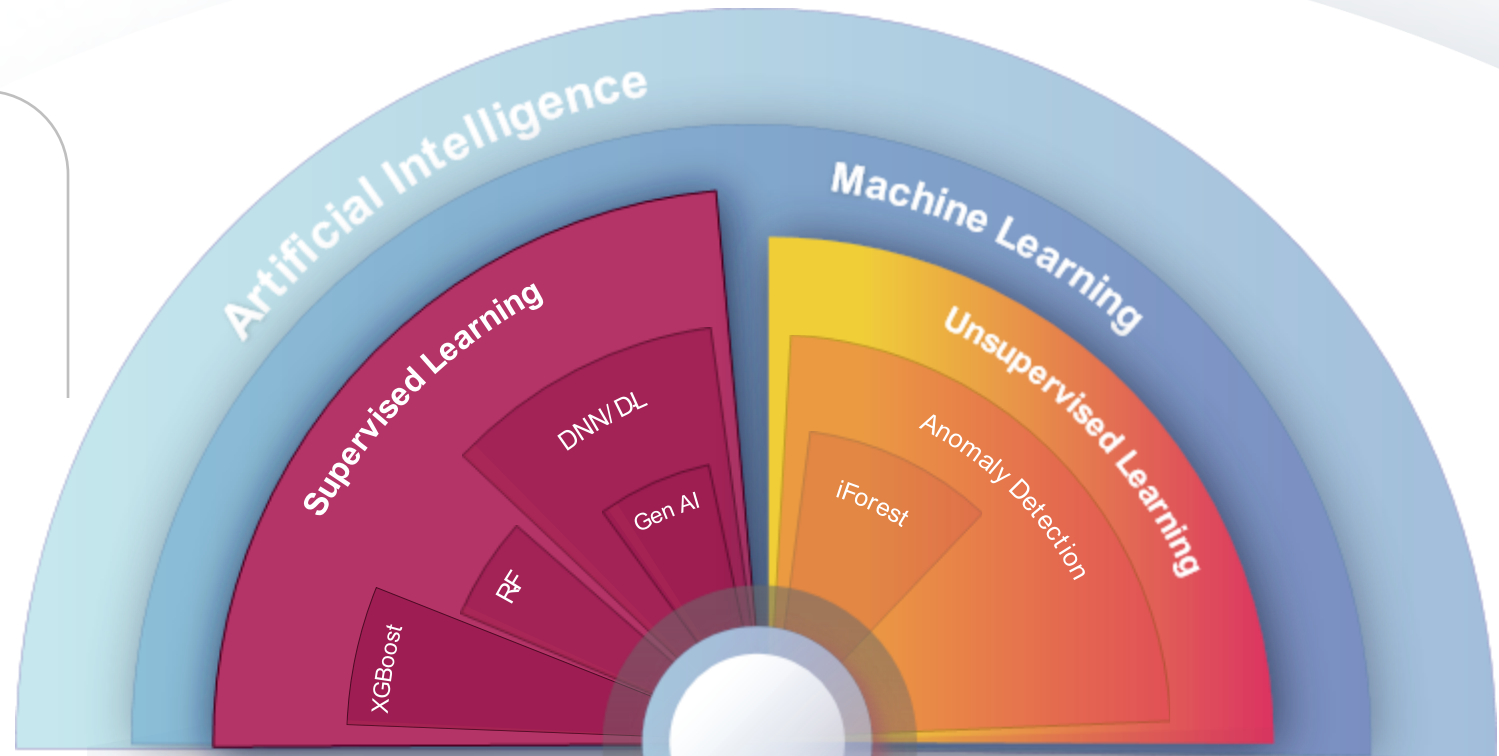 Artificial Intelligence
Machine Learning
Supervised Learning
DNN/ DL
Gen AI
RF
XGBoost
Unsupervised Learning
Anomaly Detection
iForest